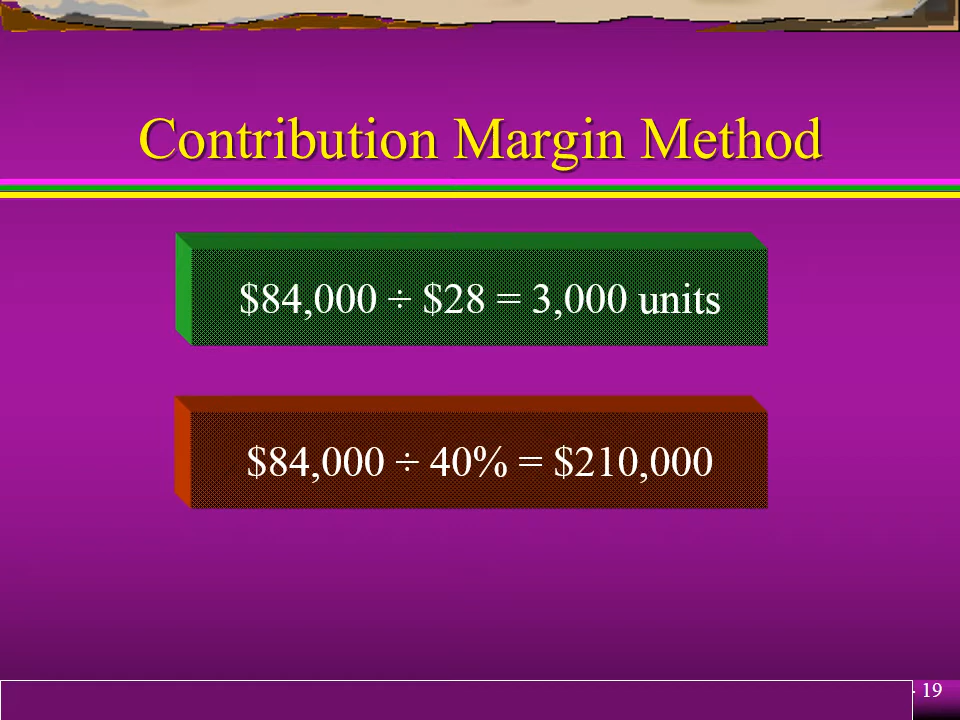 Contribution Margin Method
$84,000 ÷ $28 = 3,000 units
$84,000 ÷ 40% = $210,000
- 19